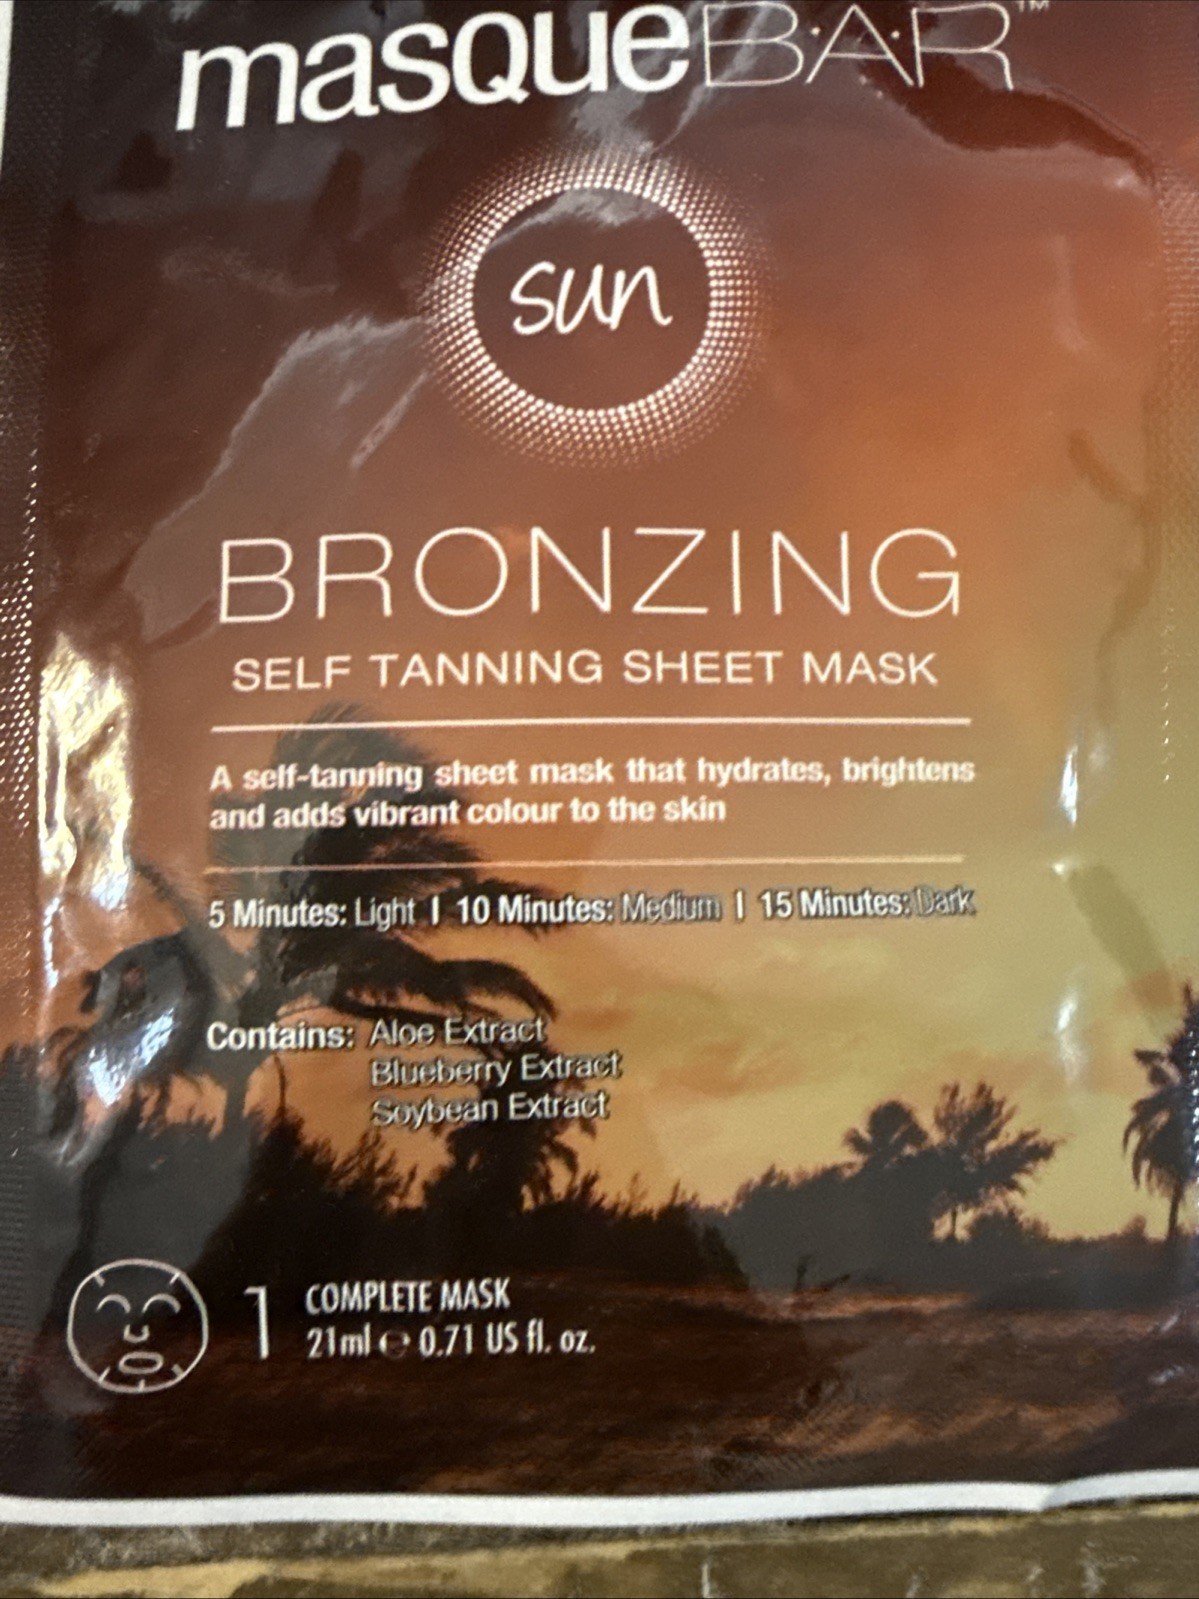 masqueBAR™
sun
BRONZING
SELF TANNING SHEET MASK
A self-tanning sheet mask that hydrates, brightens
and adds vibrant colour to the skin
5 Minutes: Light | 10 Minutes: Medium | 15 Minutes: Dark
Contains: Aloe Extract
Blueberry Extract
Soybean Extract
1 COMPLETE MASK
21ml ℮ 0.71 US fl. oz.